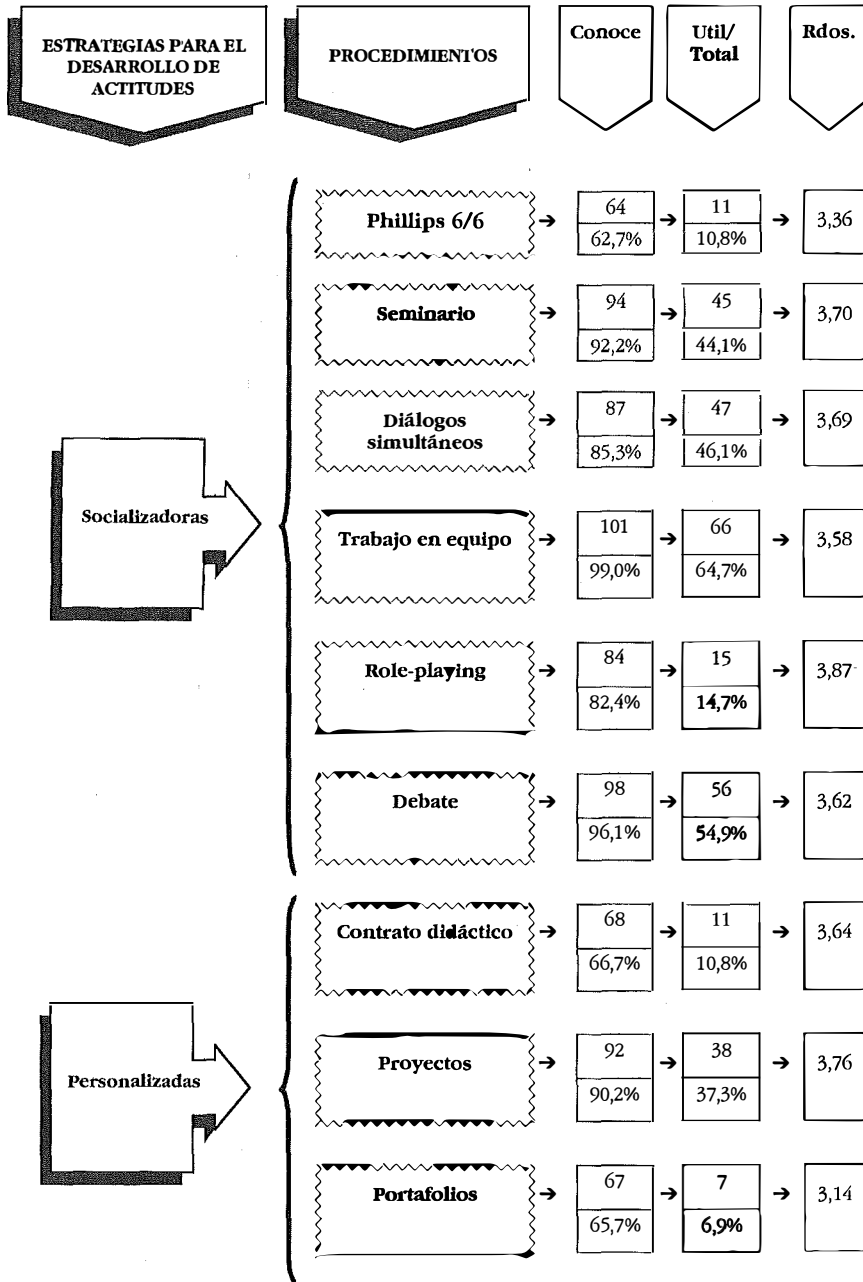 ESTRATEGIAS PARA EL
DESARROLLO DE
ACTITUDES
PROCEDIMIENTOS
Conoce
Util/
Total
Rdos.
Socializadoras
Phillips 6/6
64
62,7%
11
10,8%
3,36
Seminario
94
92,2%
45
44,1%
3,70
Diálogos
simultáneos
87
85,3%
47
46,1%
3,69
Trabajo en equipo
101
99,0%
66
64,7%
3,58
Role-playing
84
82,4%
15
14,7%
3,87
Debate
98
96,1%
56
54,9%
3,62
Personalizadas
Contrato didáctico
68
66,7%
11
10,8%
3,64
Proyectos
92
90,2%
38
37,3%
3,76
Portafolios
67
65,7%
7
6,9%
3,14